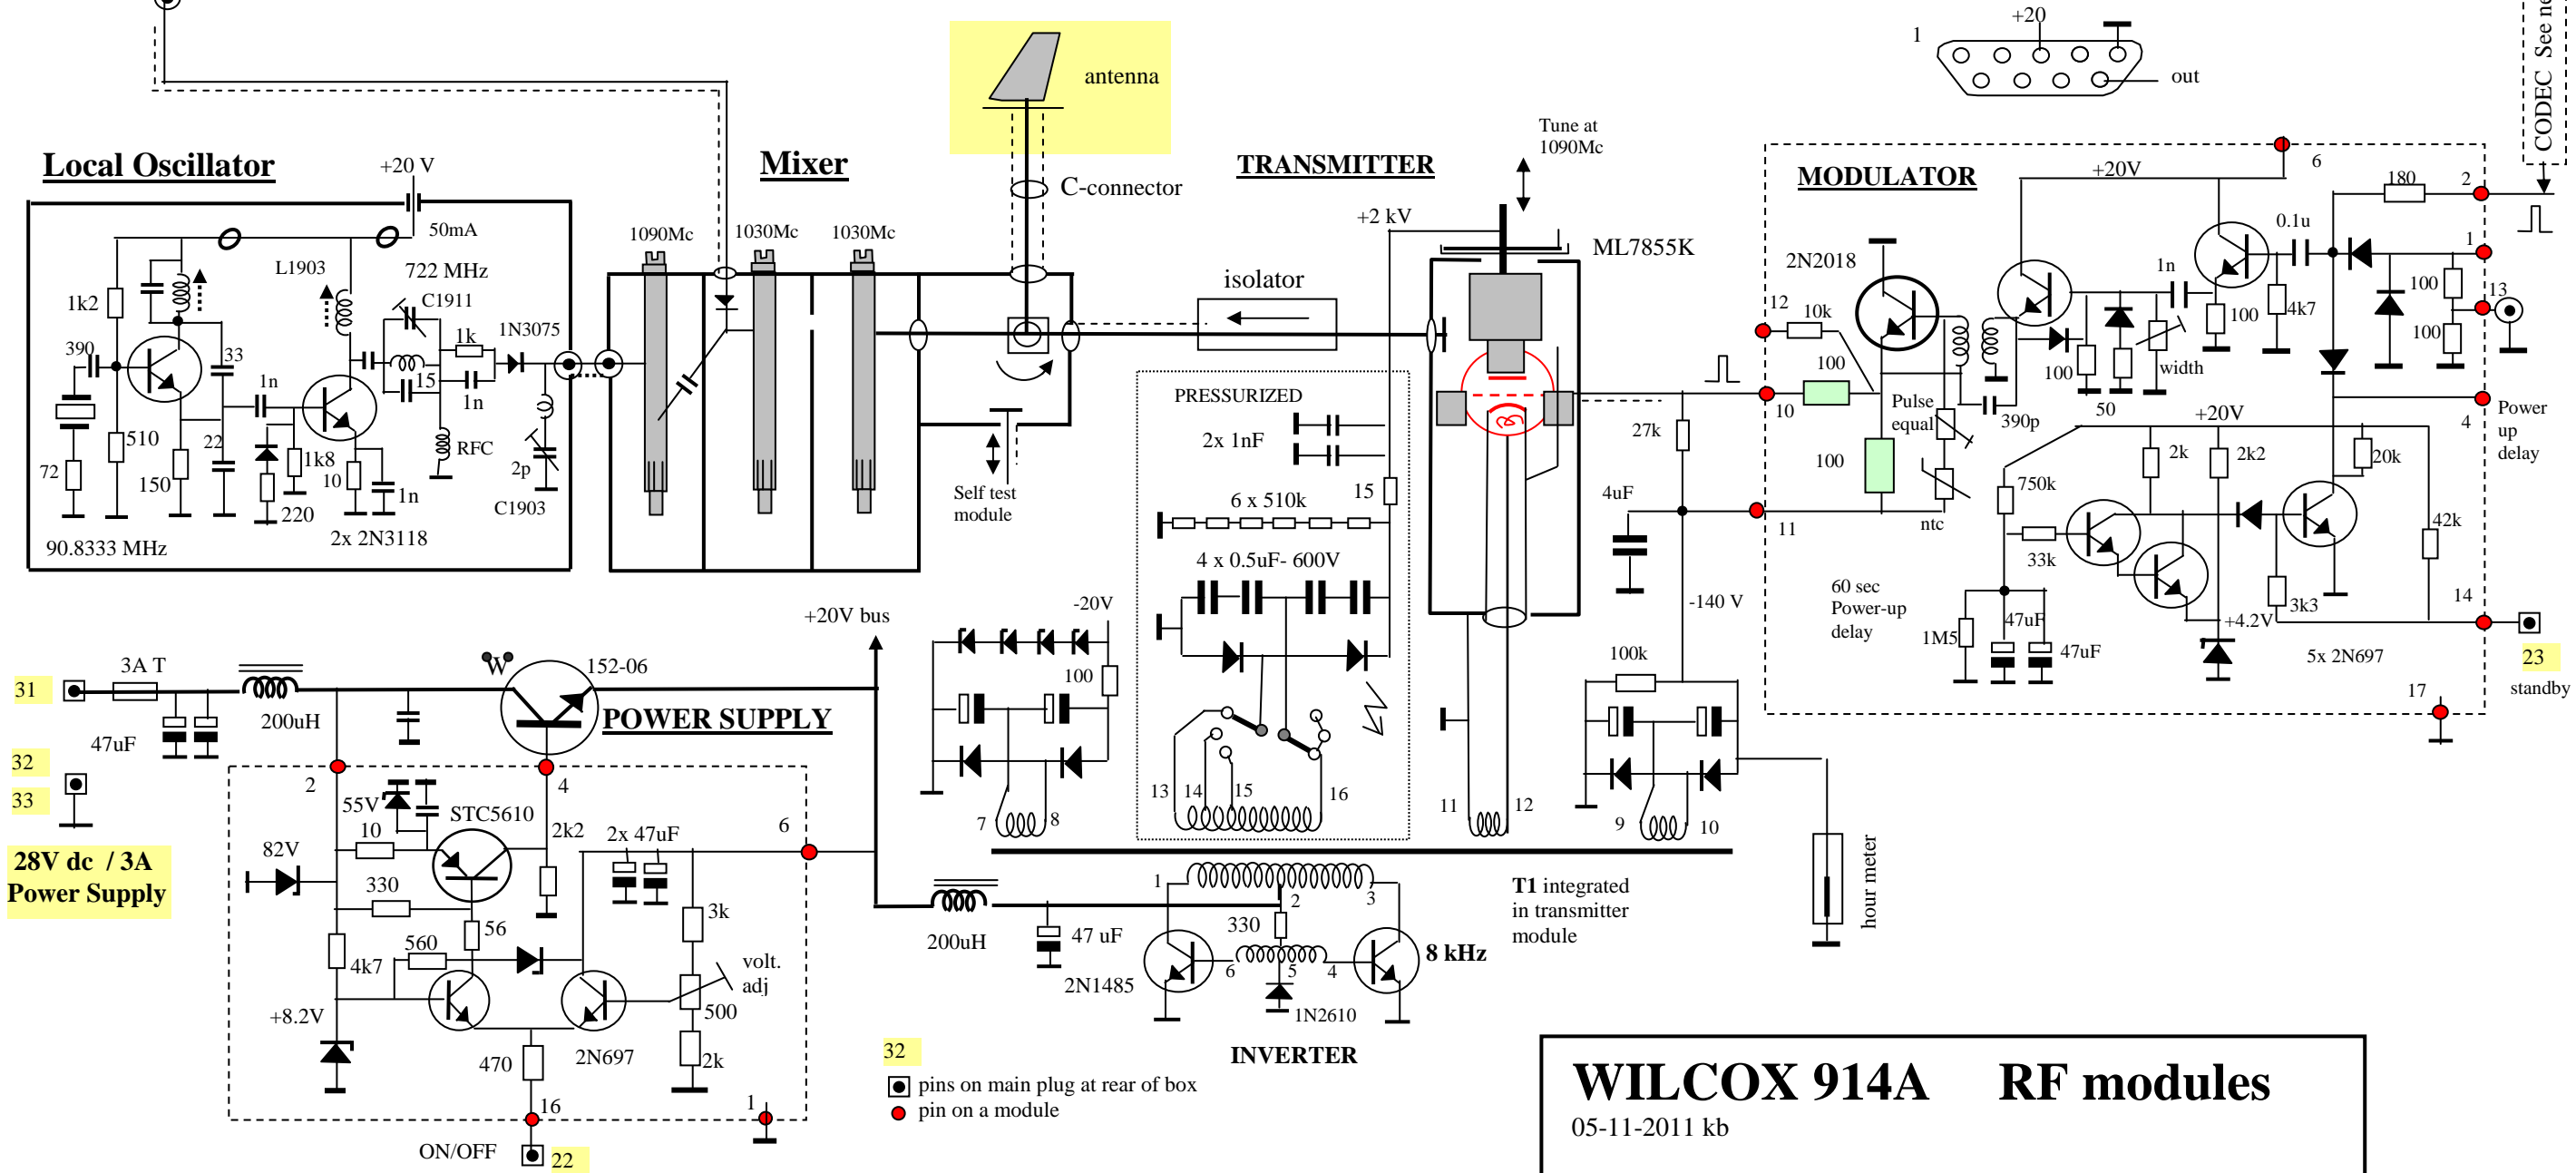 +20
1
out
CODEC See ne
antenna
C-connector
Local Oscillator
+20 V
50mA
L1903
722 MHz
C1911
1k2
1k
1N3075
390
33
1n
15
1n
510
22
RFC
72
150
1k8
10
1n
2p
220
C1903
90.8333 MHz
2x 2N3118
Mixer
1090Mc
1030Mc
1030Mc
Self test
module
TRANSMITTER
Tune at
1090Mc
+2 kV
ML7855K
isolator
PRESSURIZED
2x 1nF
15
6 x 510k
4 x 0.5uF- 600V
13
14
15
16
27k
4uF
-140 V
100k
11
12
9
10
hour meter
MODULATOR
+20V
6
180
2
2N2018
0.1u
1
1n
12
10k
100
13
100
4k7
100
100
10
Pulse
equal
390p
100
50
width
4
Power
up
delay
100
+20V
2k
2k2
20k
750k
ntc
11
33k
42k
60 sec
Power-up
delay
1M5
47uF
47uF
3k3
+4.2V
14
5x 2N697
23
standby
17
+20V bus
-20V
100
7
8
31
3A T
47uF
200uH
W
152-06
POWER SUPPLY
32
33
28V dc / 3A
Power Supply
2
4
55V
STC5610
10
2k2
2x 47uF
6
82V
330
56
3k
560
4k7
volt.
adj
500
+8.2V
470
2N697
2k
16
1
ON/OFF
22
200uH
47 uF
1
2
3
330
6
5
4
8 kHz
2N1485
1N2610
INVERTER
T1 integrated
in transmitter
module
32
pins on main plug at rear of box
pin on a module
WILCOX 914A RF modules
05-11-2011 kb